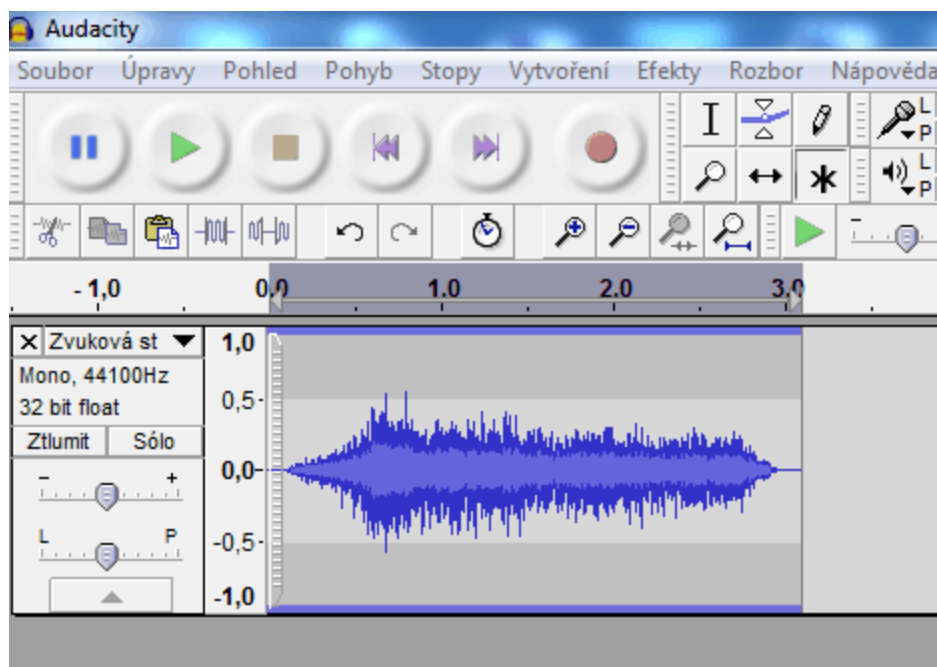 Audacity
Soubor Úpravy Pohled Pohyb Stopy Vytvoření Efekty Rozbor Nápověda
L
P
L
P
- 1,0 0,0 1.0 2.0 3,0
Zvuková st 1,0
Mono, 44100Hz
32 bit float 0,5
Ztlumit Sólo
0,0
- +
L P -0,5
-1,0